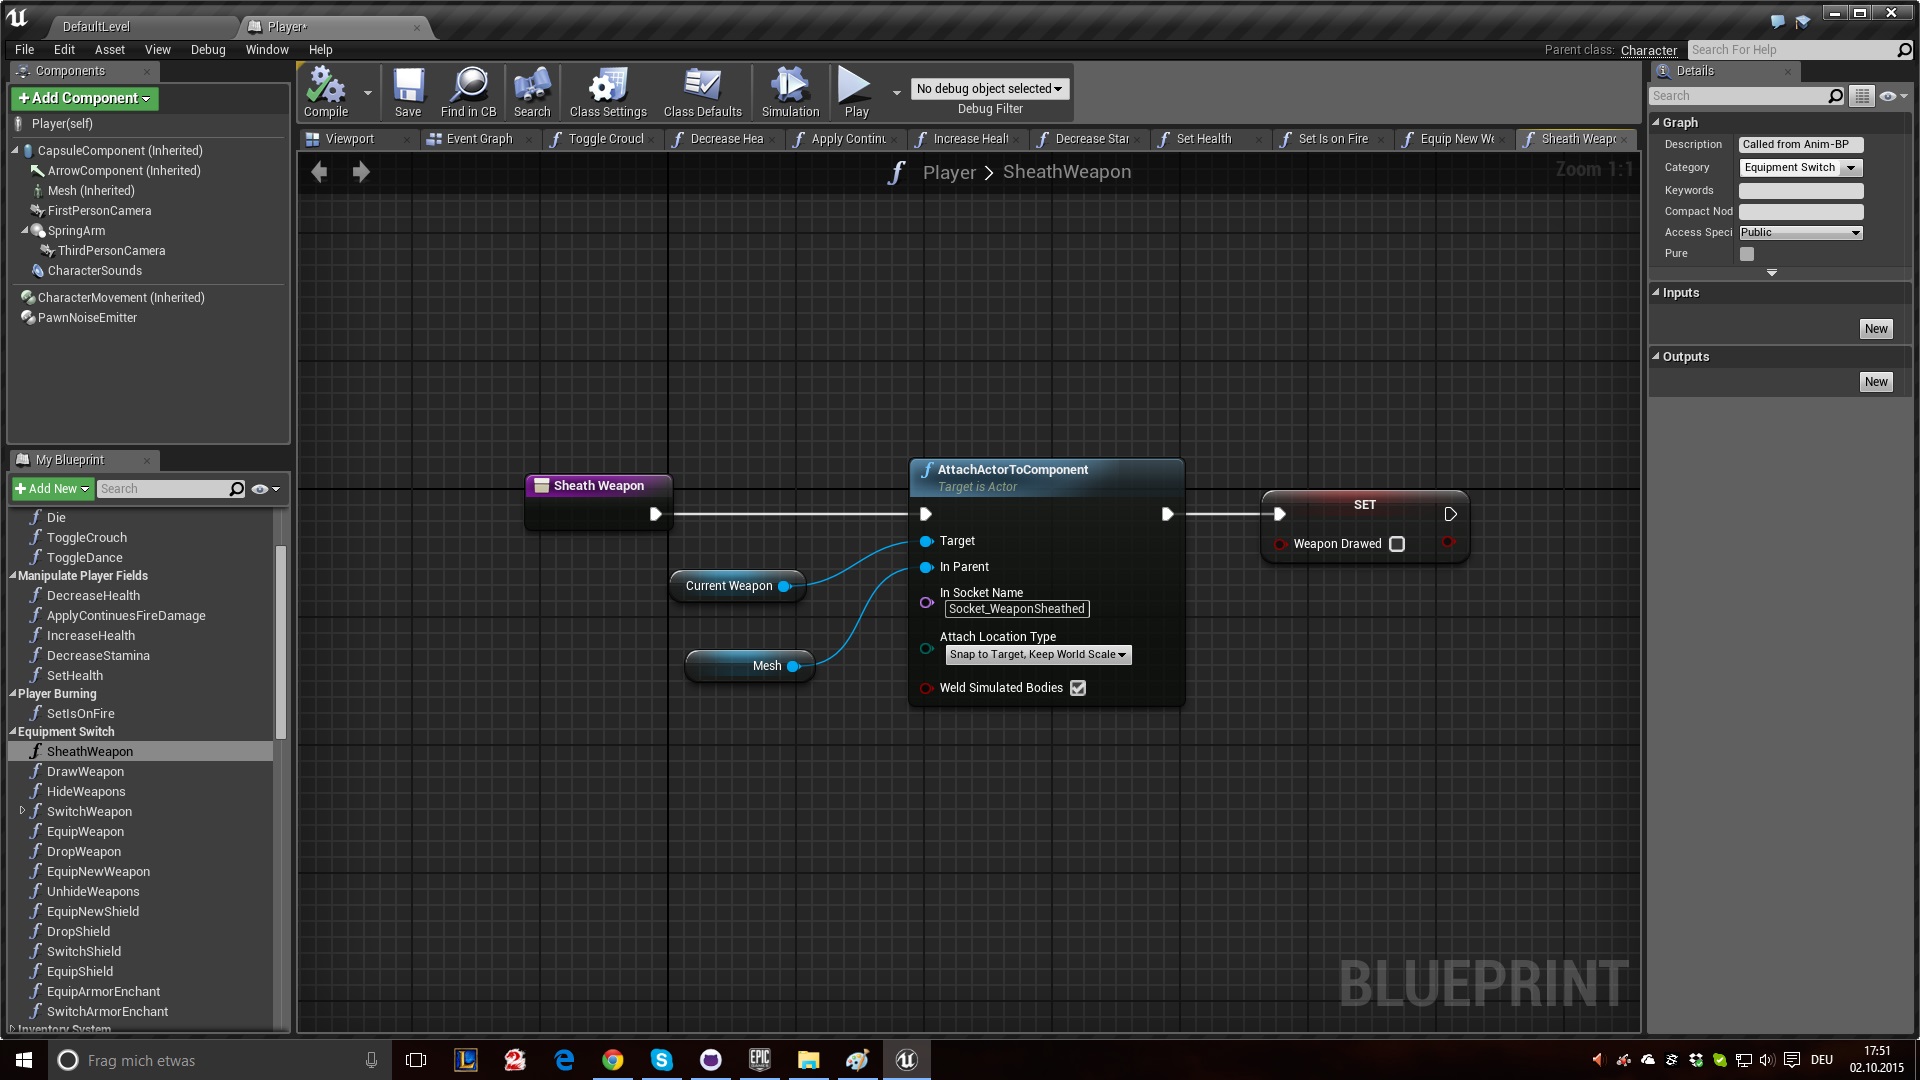 DefaultLevel
Player*
File Edit Asset View Debug Window Help
Parent class: Character
Search For Help
Components
+Add Component
Player(self)
CapsuleComponent (Inherited)
ArrowComponent (Inherited)
Mesh (Inherited)
FirstPersonCamera
SpringArm
ThirdPersonCamera
CharacterSounds
CharacterMovement (Inherited)
PawnNoiseEmitter
My Blueprint
+Add New
Search
Die
ToggleCrouch
ToggleDance
Manipulate Player Fields
DecreaseHealth
ApplyContinuesFireDamage
IncreaseHealth
DecreaseStamina
SetHealth
Player Burning
SetIsOnFire
Equipment Switch
SheathWeapon
DrawWeapon
HideWeapons
SwitchWeapon
EquipWeapon
DropWeapon
EquipNewWeapon
UnhideWeapons
EquipNewShield
DropShield
SwitchShield
EquipShield
EquipArmorEnchant
SwitchArmorEnchant
Inventory System
Compile
Save
Find in CB
Search
Class Settings
Class Defaults
Simulation
Play
No debug object selected
Debug Filter
Viewport
Event Graph
Toggle Croucl
Decrease Hea
Apply Continu
Increase Healt
Decrease Star
Set Health
Set Is on Fire
Equip New We
Sheath Weapo
Player > SheathWeapon
Zoom 1:1
Sheath Weapon
Current Weapon
Mesh
AttachActorToComponent
Target is Actor
Target
In Parent
In Socket Name
Socket_WeaponSheathed
Attach Location Type
Snap to Target, Keep World Scale
Weld Simulated Bodies
SET
Weapon Drawed
BLUEPRINT
Details
Search
Graph
Description Called from Anim-BP
Category Equipment Switch
Keywords
Compact Nod
Access Speci Public
Pure
Inputs
New
Outputs
New
Frag mich etwas
EPIC
DEU
17:51
02.10.2015